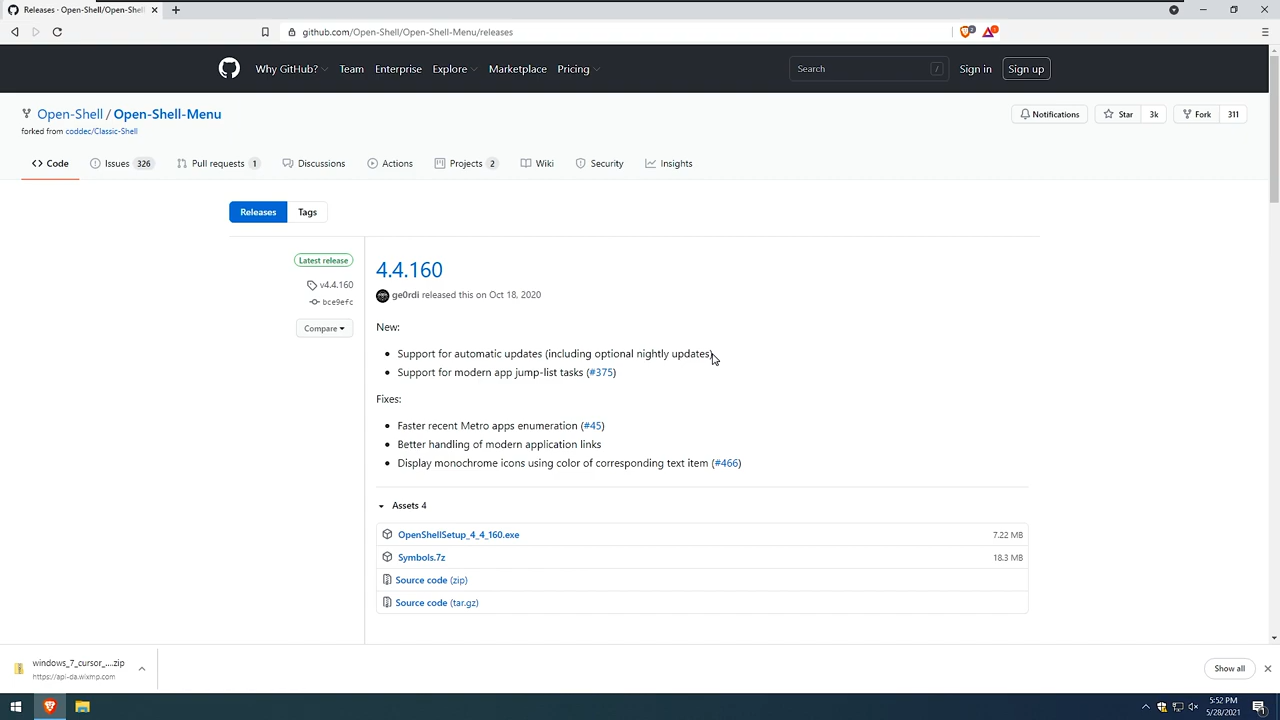 Releases · Open-Shell/Open-Shel
github.com/Open-Shell/Open-Shell-Menu/releases
Why GitHub? Team Enterprise Explore Marketplace Pricing Search / Sign in Sign up
Open-Shell / Open-Shell-Menu Notifications Star 3k Fork 311
forked from coddec/Classic-Shell
Code Issues 326 Pull requests 1 Discussions Actions Projects 2 Wiki Security Insights
Releases Tags
Latest release
v4.4.160
bce9efc
Compare
4.4.160
ge0rdi released this on Oct 18, 2020
New:
• Support for automatic updates (including optional nightly updates)
• Support for modern app jump-list tasks (#375)
Fixes:
• Faster recent Metro apps enumeration (#45)
• Better handling of modern application links
• Display monochrome icons using color of corresponding text item (#466)
Assets 4
OpenShellSetup_4_4_160.exe 7.22 MB
Symbols.7z 18.3 MB
Source code (zip)
Source code (tar.gz)
windows_7_cursor_....zip
https://api-da.wixmp.com
Show all
5:52 PM
5/28/2021